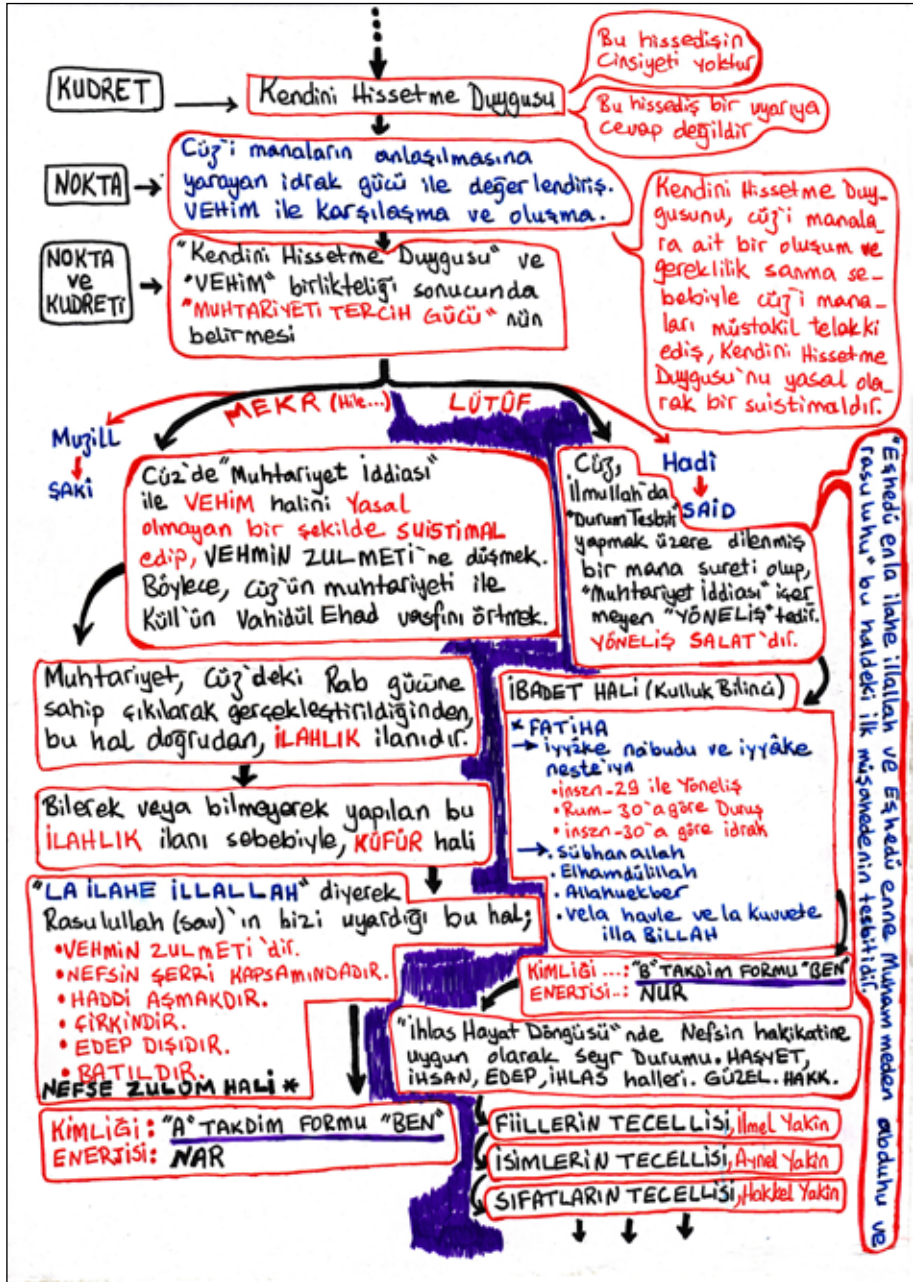 Bu hissedişin
Cinsiyeti yoktur
KUDRET
Kendini Hissetme Duygusu
Bu hissediş bir uyarıya
cevap değildir
NOKTA
Cüz'i manaların anlaşılmasına
yarayan idrak gücü ile değerlendiriş.
VEHİM ile karşılaşma ve oluşma.
Kendini Hissetme Duy-
gusunu, cüz'i manala-
ra ait bir oluşum ve
gereklilik sanma se-
bebiyle cüz'i mana-
ları müstakil telakki
ediş, Kendini Hissetme
Duygusu'nu yasal ola-
rak bir suistimaldır.
NOKTA
ve
KUDRETİ
"Kendini Hissetme Duygusu" ve
"VEHİM" birlikteliği sonucunda
"MUHTARİYETİ TERCİH GÜCÜ" nün
belirmesi
MEKR (Hile...)
LÜTÜF
Muzill
ŞAKİ
Hadi
SAİD
Cüz'de "Muhtariyet İddiası"
ile VEHİM halini Yasal
olmayan bir şekilde SUİSTİMAL
edip, VEHMİN ZULMETİ'ne düşmek.
Böylece, Cüz'ün muhtariyeti ile
Küll'ün Vahidül Ehad vasfını örtmek.
Cüz,
İlmullah'da
"Durum Tesbiti"
yapmak üzere dilenmiş
bir mana sureti olup,
"Muhtariyet İddiası" içer
meyen "YÖNELİŞ" tedir.
YÖNELİŞ SALAT'dır.
"Eşhedü enla ilahe illallah ve Eşhedü enne Muhammeden abduhu ve
rasuluhu" bu haldeki ilk müşahedenin tesbitidir.
Muhtariyet, Cüz'deki Rab gücüne
sahip çıkılarak gerçekleştirildiğinden,
bu hal doğrudan, İLAHLIK ilanıdır.
Bilerek veya bilmeyerek yapılan bu
İLAHLIK ilanı sebebiyle, KÜFÜR hali
"LA İLAHE İLLALLAH" diyerek
Rasulullah (sav)'ın bizi uyardığı bu hal;
•VEHMİN ZULMETİ'dir.
•NEFSİN ŞERRİ KAPSAMINDADIR.
•HADDİ AŞMAKDIR.
•ÇİRKİNDİR.
•EDEP DIŞIDIR.
•BATILDIR.
NEFSE ZULÜM HALİ *
KİMLİĞİ: "A" TAKDİM FORMU "BEN"
ENERJİSİ: NAR
İBADET HALİ (Kulluk Bilinci)
* FATİHA
→ iyyâke na'budu ve iyyâke
neste'iyn
•insan-29 ile Yöneliş
•Rum-30'a göre Duruş
•insan-30'a göre idrak
→ .Sübhanallah
.Elhamdülillah
.Allahuekber
.vela havle ve la kuvvete
illa BİLLAH
KİMLİĞİ...: "B" TAKDİM FORMU "BEN"
ENERJİSİ..: NUR
"ihlas Hayat Döngüsü" nde Nefsin hakikatine
uygun olarak Seyr Durumu. HAŞYET,
İHSAN, EDEP, İHLAS halleri. GÜZEL. HAKK.
FİİLLERİN TECELLİSİ, İlmel Yakin
İSİMLERİN TECELLİSİ, Aynel Yakin
SIFATLARIN TECELLİSİ, Hakkel Yakin